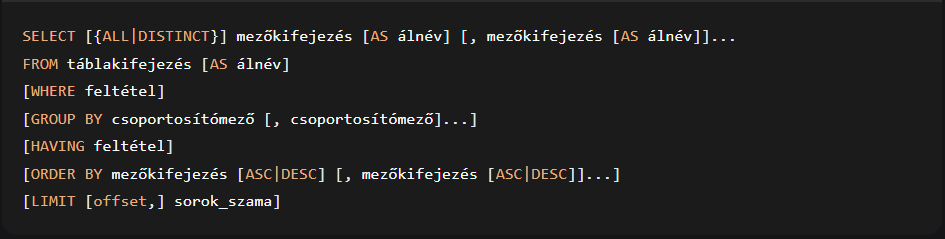 SELECT [{ALL|DISTINCT}] mezőkifejezés [AS álnév] [, mezőkifejezés [AS álnév]]...
FROM táblakifejezés [AS álnév]
[WHERE feltétel]
[GROUP BY csoportosítómező [, csoportosítómező]...]
[HAVING feltétel]
[ORDER BY mezőkifejezés [ASC|DESC] [, mezőkifejezés [ASC|DESC]]...]
[LIMIT [offset,] sorok_szama]